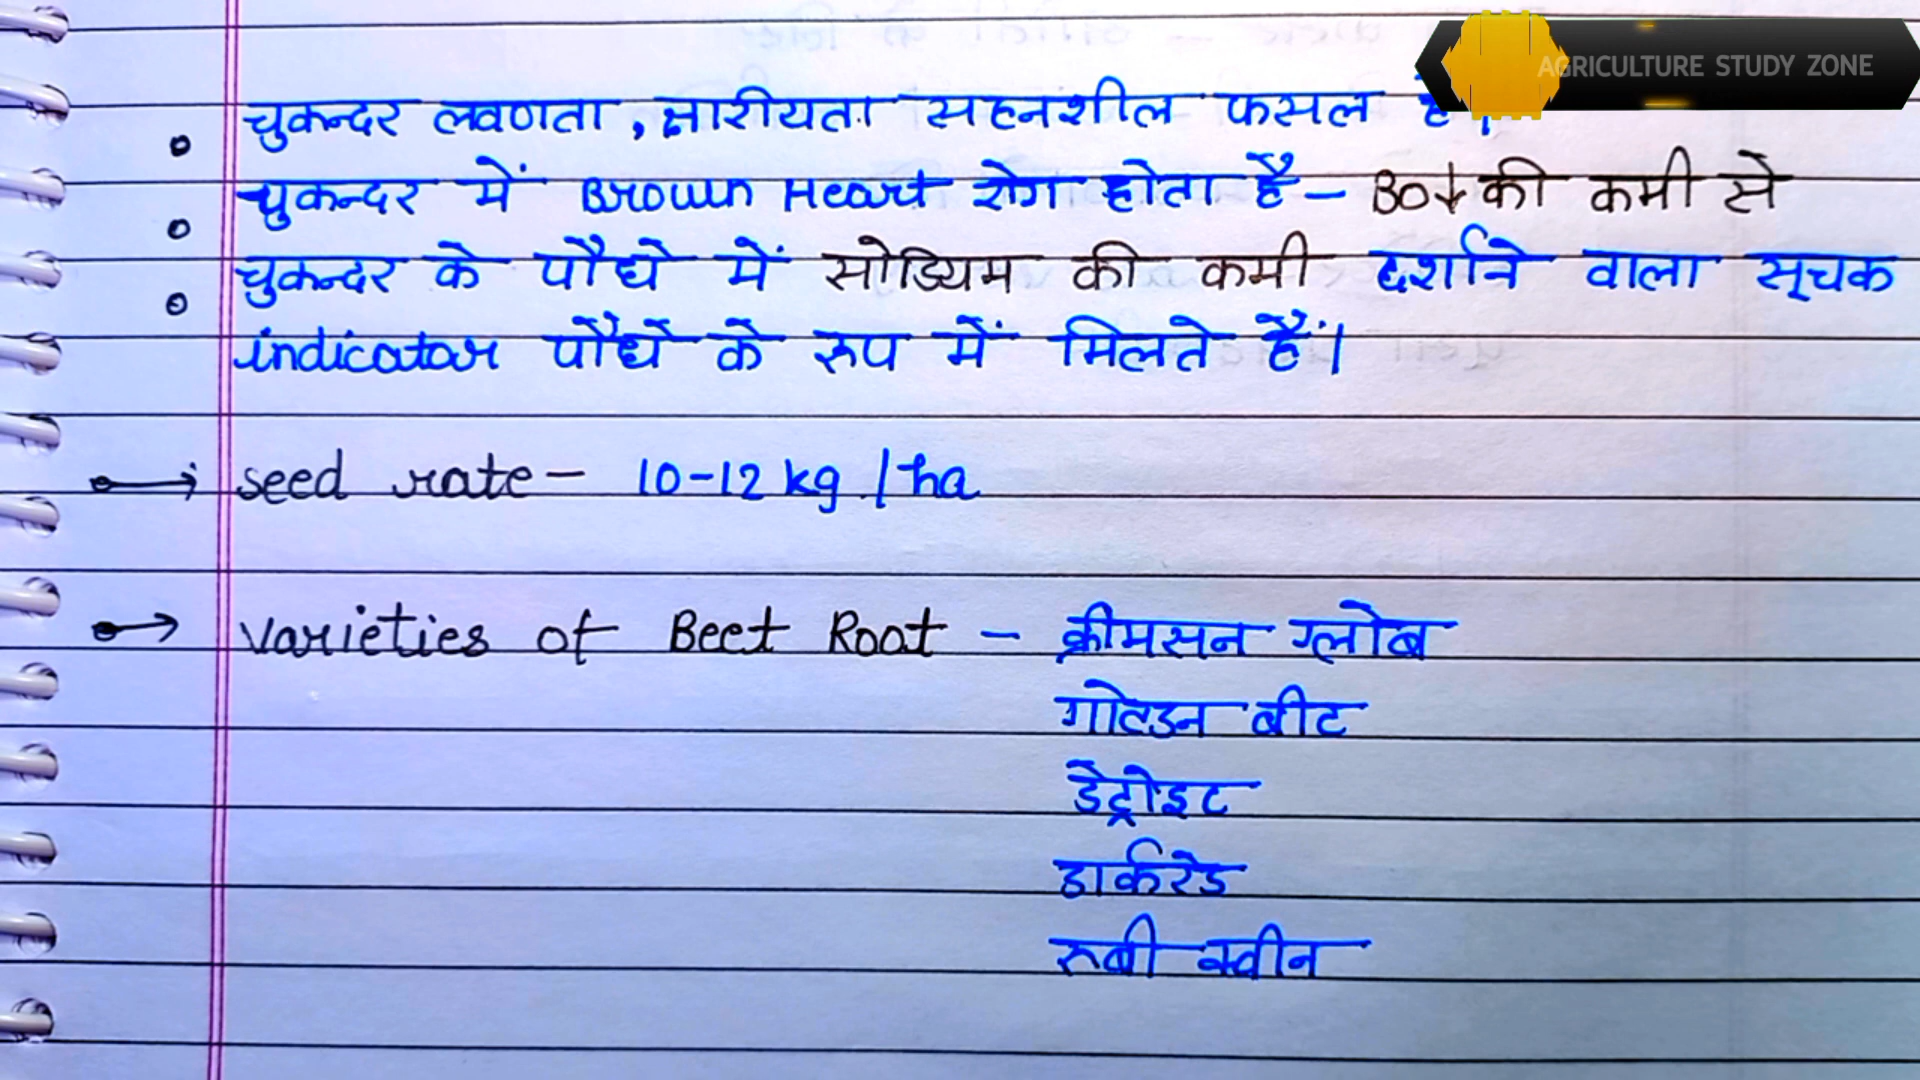 AGRICULTURE STUDY ZONE
• चुकन्दर लवणता, क्षारीयता सहनशील फसल है।
• चुकन्दर में Brown Heart रोग होता है – Bo↓ की कमी से
• चुकन्दर के पौधे में सोडियम की कमी दर्शाने वाला सूचक
indicator पौधे के रूप में मिलते हैं।
→ seed rate – 10-12 kg / ha
→ varieties of Beet Root – क्रीमसन ग्लोब
गोल्डन बीट
डेट्रोइट
डार्करेड
रूबी क्वीन